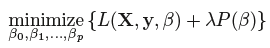 minimize {L(X, y, β) + λP(β)}
β₀,β₁,...,βₚ